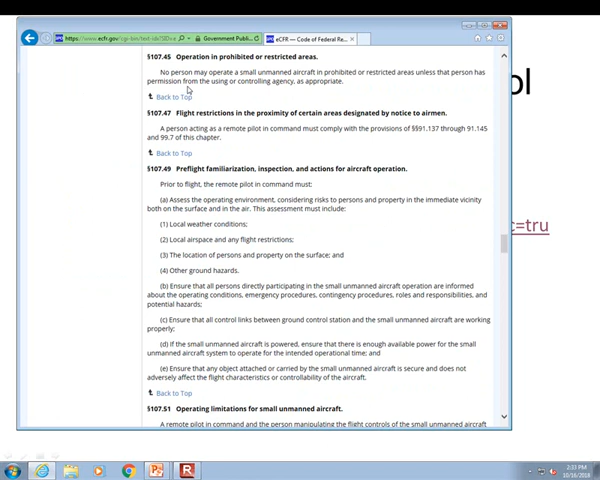 https://www.ecfr.gov/cgi-bin/text-idx?SID=e
Government Publi...
eCFR — Code of Federal Re...
§107.45 Operation in prohibited or restricted areas.
No person may operate a small unmanned aircraft in prohibited or restricted areas unless that person has
permission from the using or controlling agency, as appropriate.
Back to Top
§107.47 Flight restrictions in the proximity of certain areas designated by notice to airmen.
A person acting as a remote pilot in command must comply with the provisions of §§91.137 through 91.145
and 99.7 of this chapter.
Back to Top
§107.49 Preflight familiarization, inspection, and actions for aircraft operation.
Prior to flight, the remote pilot in command must:
(a) Assess the operating environment, considering risks to persons and property in the immediate vicinity
both on the surface and in the air. This assessment must include:
(1) Local weather conditions;
(2) Local airspace and any flight restrictions;
(3) The location of persons and property on the surface; and
(4) Other ground hazards.
(b) Ensure that all persons directly participating in the small unmanned aircraft operation are informed
about the operating conditions, emergency procedures, contingency procedures, roles and responsibilities, and
potential hazards;
(c) Ensure that all control links between ground control station and the small unmanned aircraft are working
properly;
(d) If the small unmanned aircraft is powered, ensure that there is enough available power for the small
unmanned aircraft system to operate for the intended operational time; and
(e) Ensure that any object attached or carried by the small unmanned aircraft is secure and does not
adversely affect the flight characteristics or controllability of the aircraft.
Back to Top
§107.51 Operating limitations for small unmanned aircraft.
A remote pilot in command and the person manipulating the flight controls of the small unmanned aircraft
ol
c=tru
2:33 PM
10/16/2018